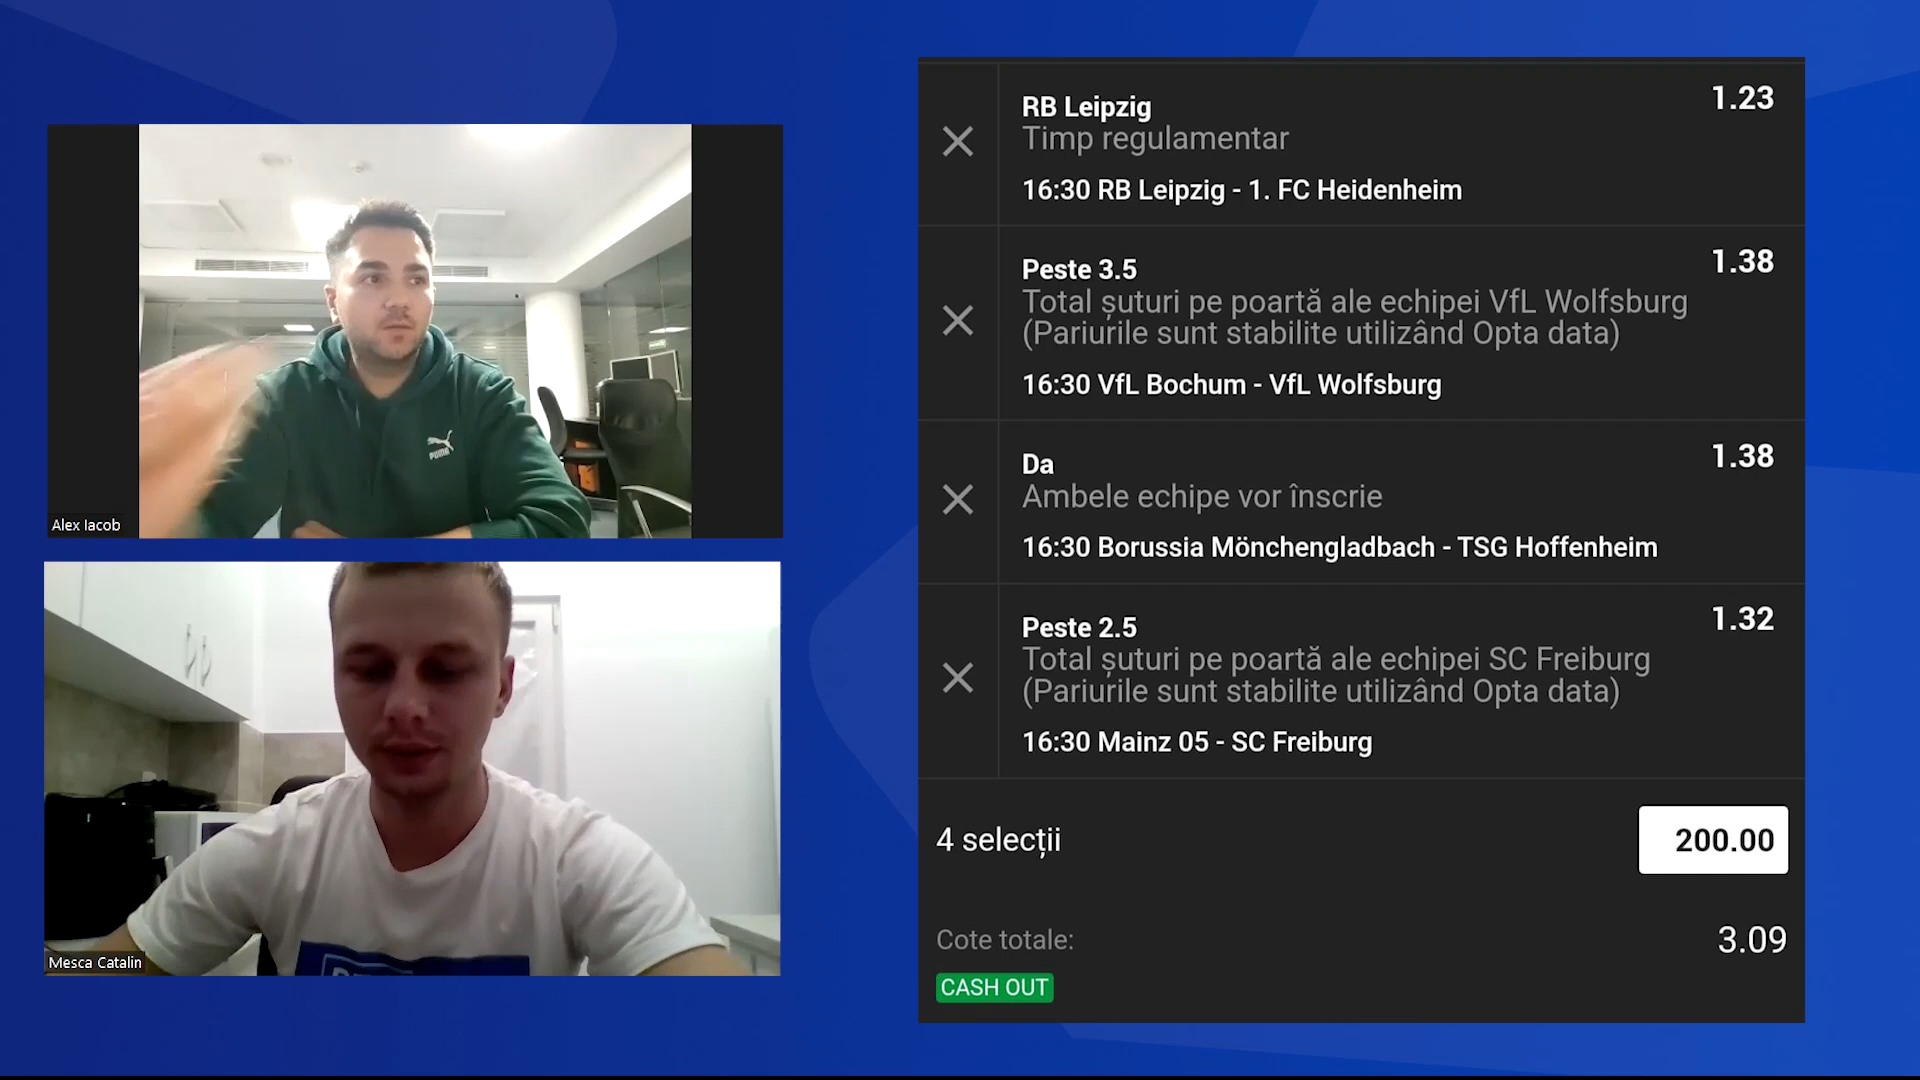 Alex Iacob
PUMA
Mesca Catalin
RB Leipzig
1.23
Timp regulamentar
16:30 RB Leipzig - 1. FC Heidenheim
Peste 3.5
1.38
Total șuturi pe poartă ale echipei VfL Wolfsburg
(Pariurile sunt stabilite utilizând Opta data)
16:30 VfL Bochum - VfL Wolfsburg
Da
1.38
Ambele echipe vor înscrie
16:30 Borussia Mönchengladbach - TSG Hoffenheim
Peste 2.5
1.32
Total șuturi pe poartă ale echipei SC Freiburg
(Pariurile sunt stabilite utilizând Opta data)
16:30 Mainz 05 - SC Freiburg
4 selecții
200.00
Cote totale:
3.09
CASH OUT